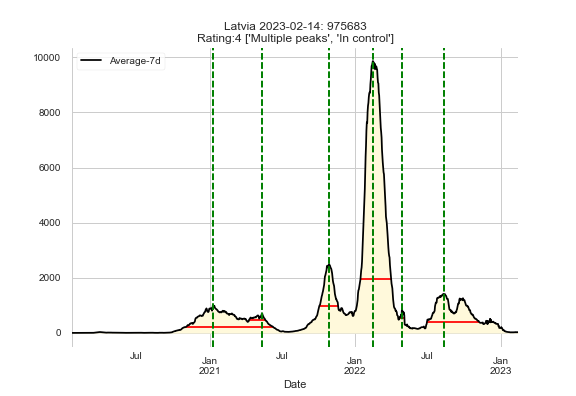 Latvia 2023-02-14: 975683
Rating:4 ['Multiple peaks', 'In control']
Average-7d
10000
8000
6000
4000
2000
0
Jul
Jan
2021
Jul
Jan
2022
Jul
Jan
2023
Date